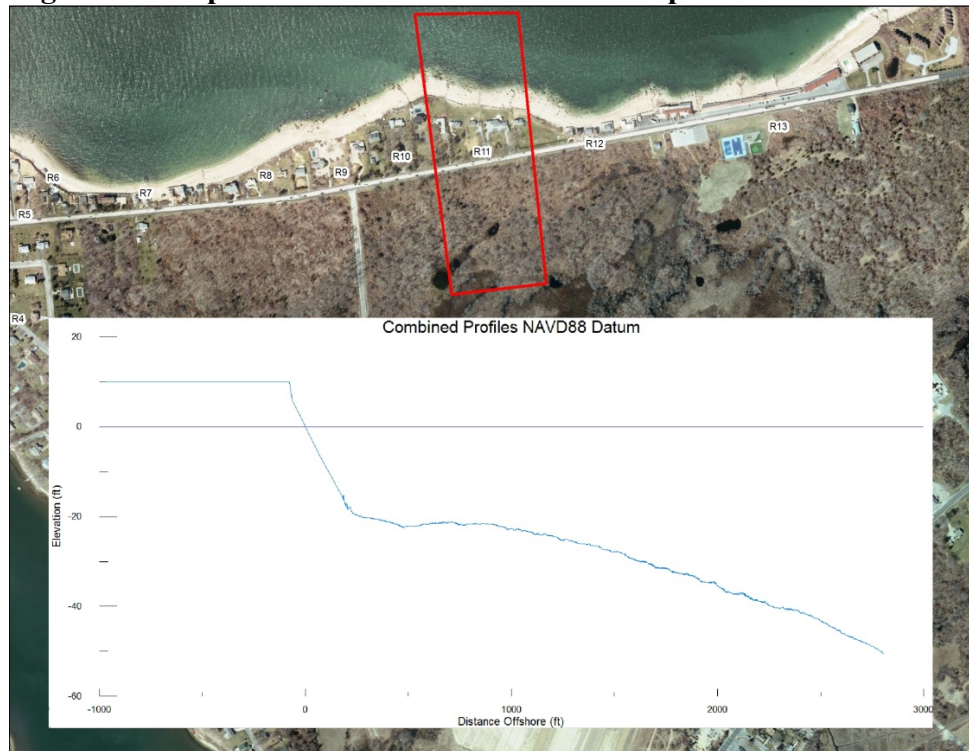 R13
R12
R11
R10
R9
R8
R7
R6
R5
R4
Combined Profiles NAVD88 Datum
20
0
-20
-40
-60
Elevation (ft)
-1000
0
1000
2000
3000
Distance Offshore (ft)